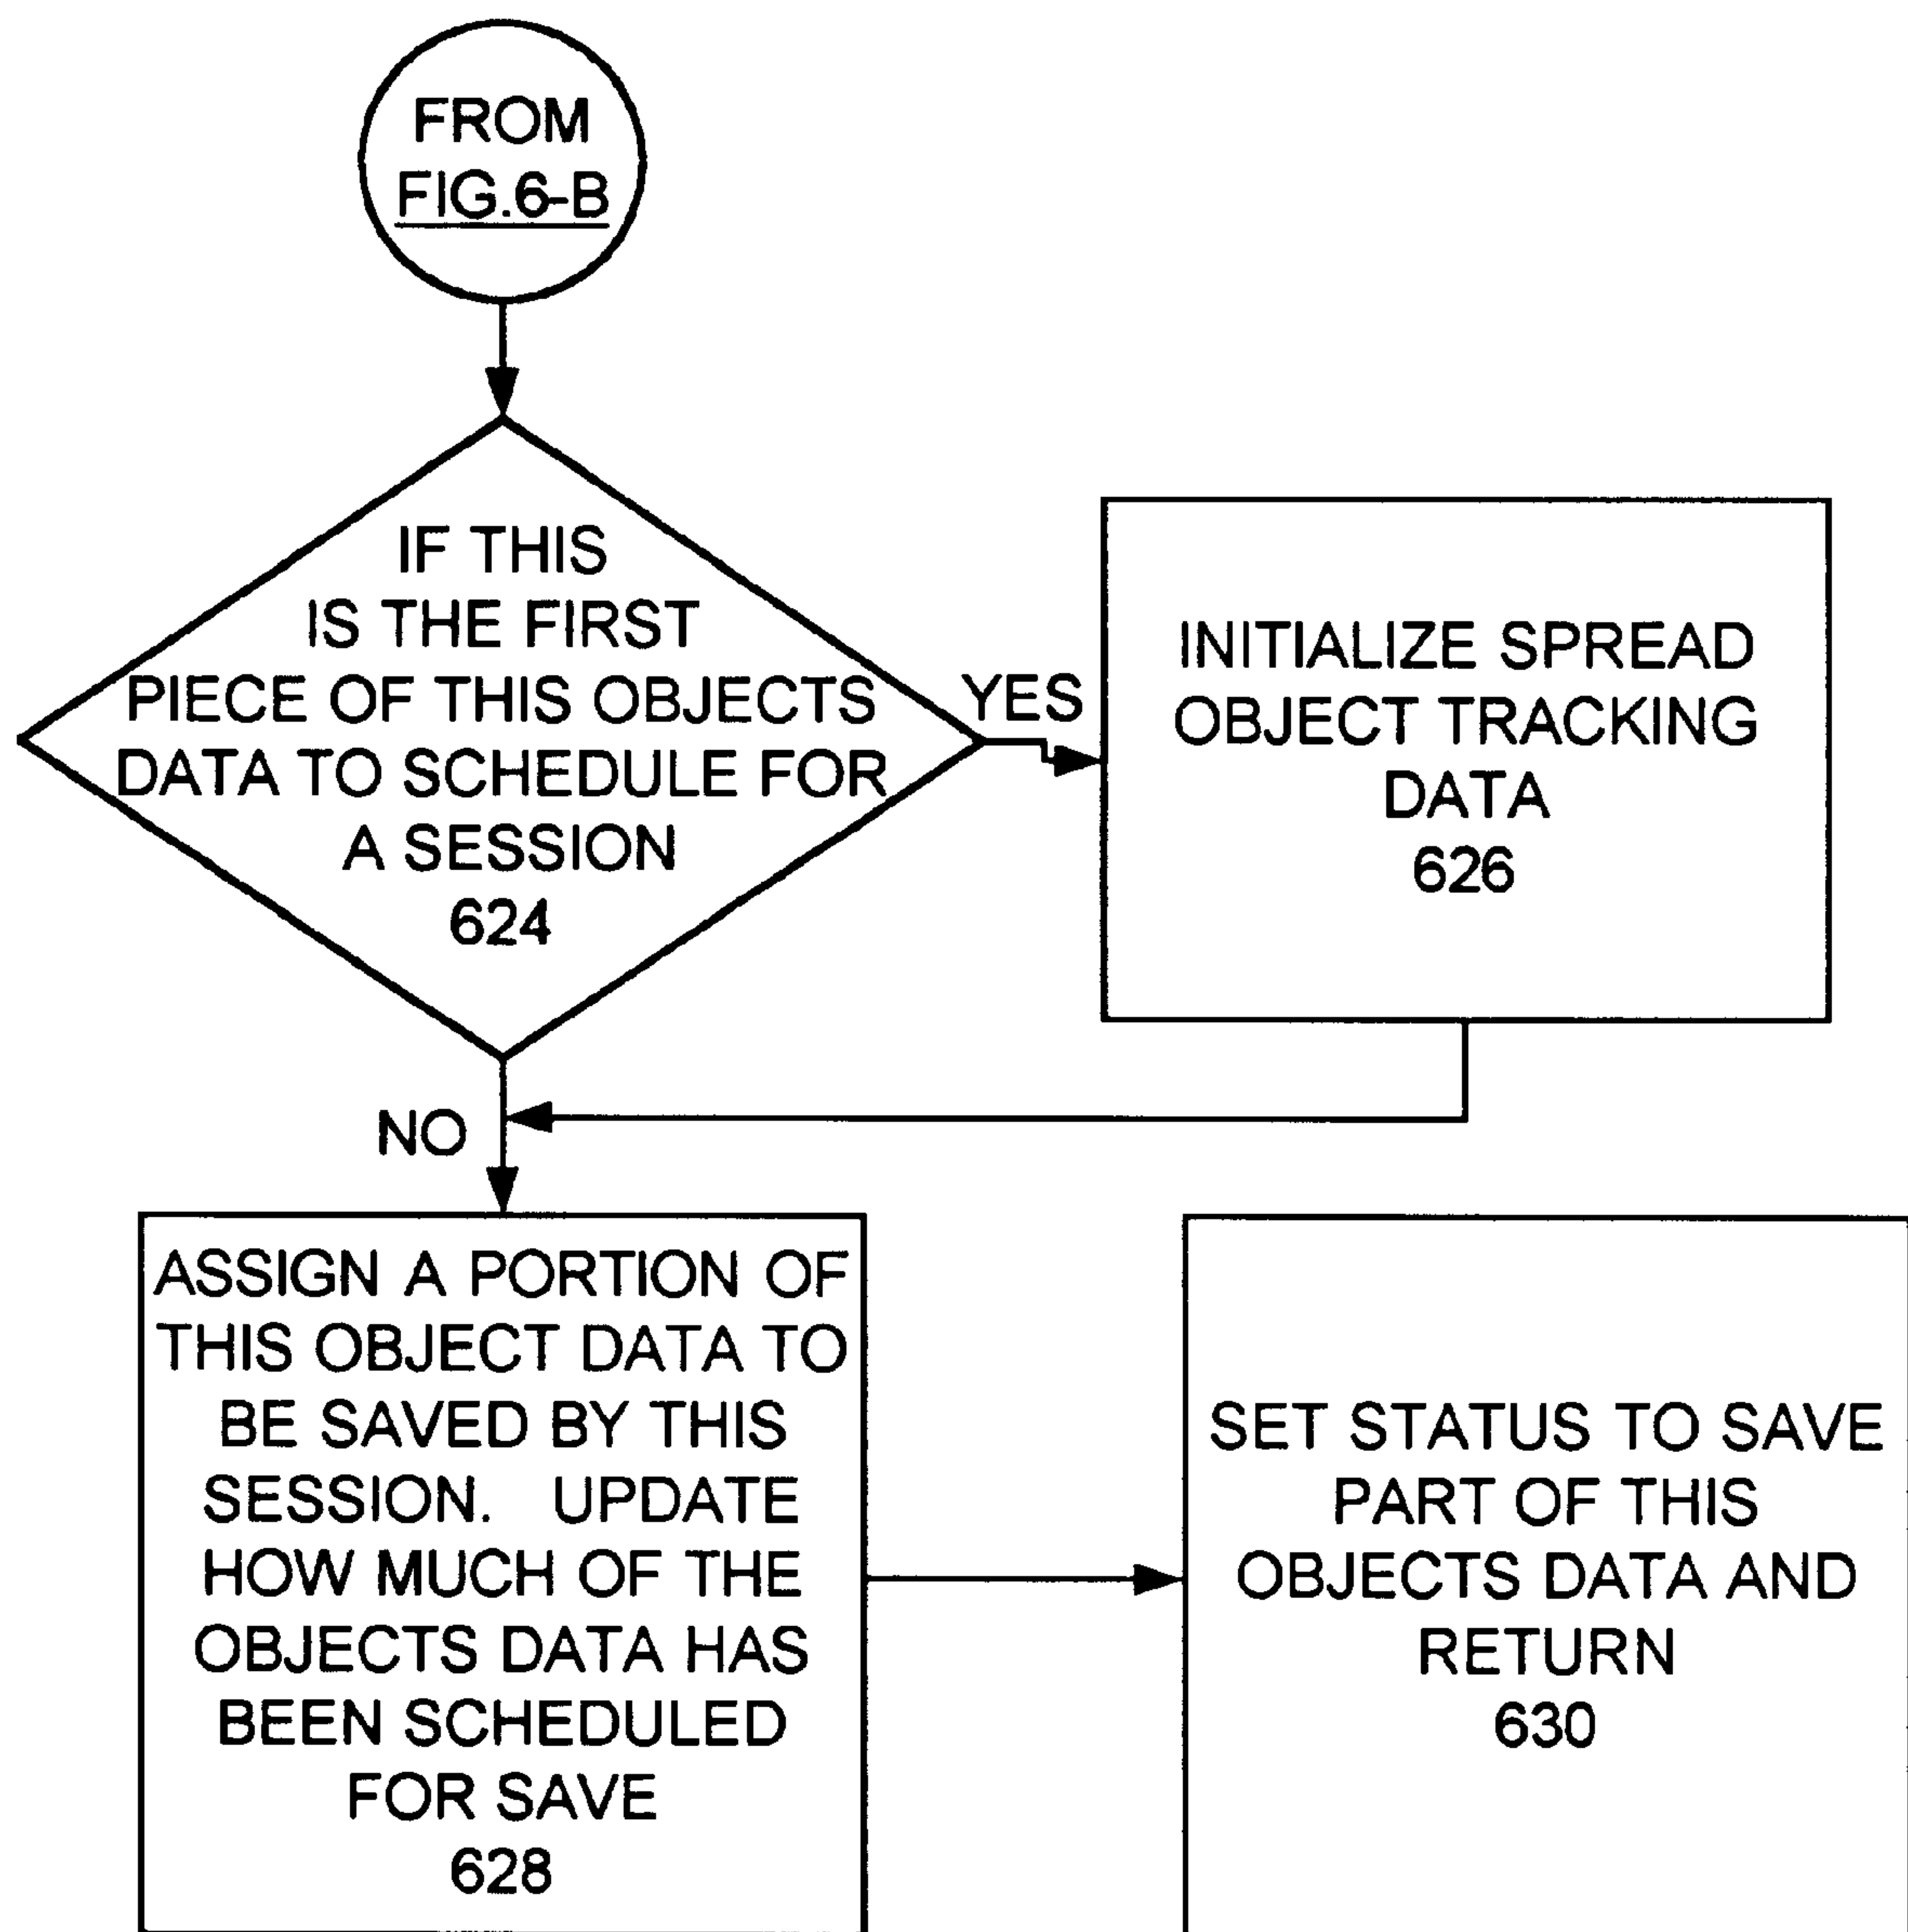 FROM
FIG.6-B
IF THIS
IS THE FIRST
PIECE OF THIS OBJECTS
DATA TO SCHEDULE FOR
A SESSION
624
YES
INITIALIZE SPREAD
OBJECT TRACKING
DATA
626
NO
ASSIGN A PORTION OF
THIS OBJECT DATA TO
BE SAVED BY THIS
SESSION. UPDATE
HOW MUCH OF THE
OBJECTS DATA HAS
BEEN SCHEDULED
FOR SAVE
628
SET STATUS TO SAVE
PART OF THIS
OBJECTS DATA AND
RETURN
630